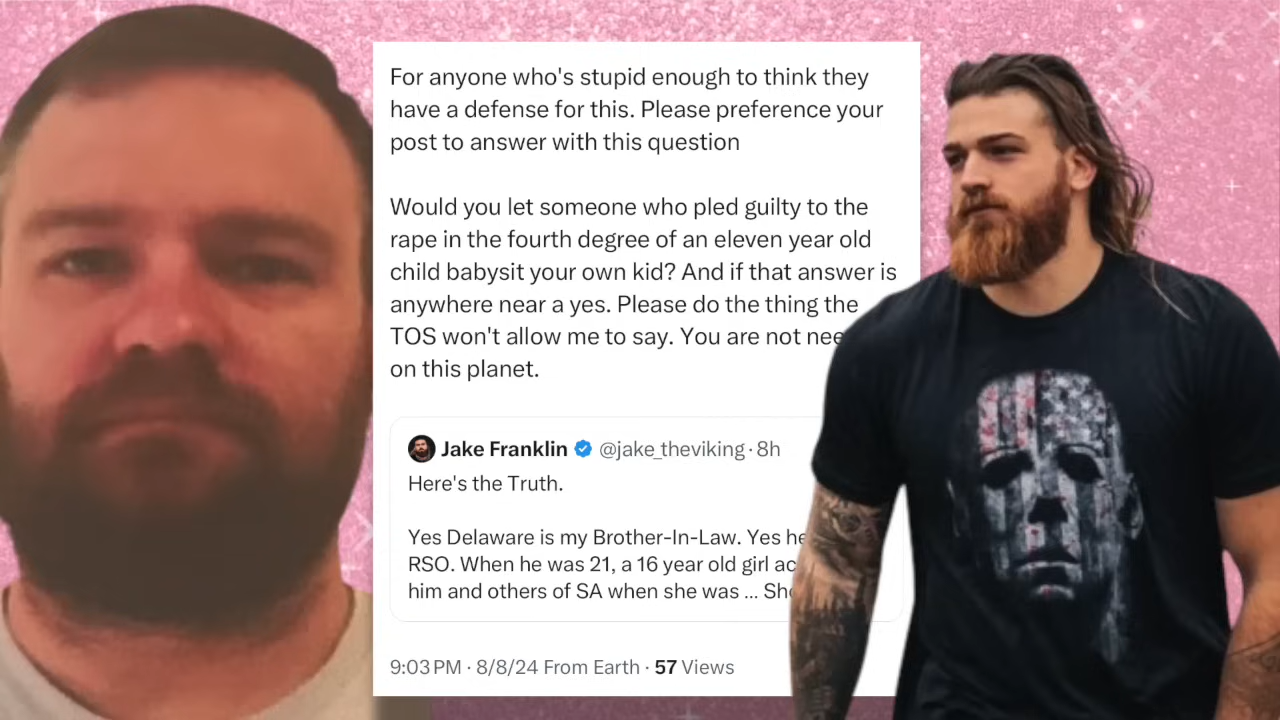 For anyone who's stupid enough to think they
have a defense for this. Please preference your
post to answer with this question
Would you let someone who pled guilty to the
rape in the fourth degree of an eleven year old
child babysit your own kid? And if that answer is
anywhere near a yes. Please do the thing the
TOS won't allow me to say. You are not nee
on this planet.
Jake Franklin @jake_theviking · 8h
Here's the Truth.
Yes Delaware is my Brother-In-Law. Yes he
RSO. When he was 21, a 16 year old girl ac
him and others of SA when she was ... Sho
9:03 PM · 8/8/24 From Earth · 57 Views